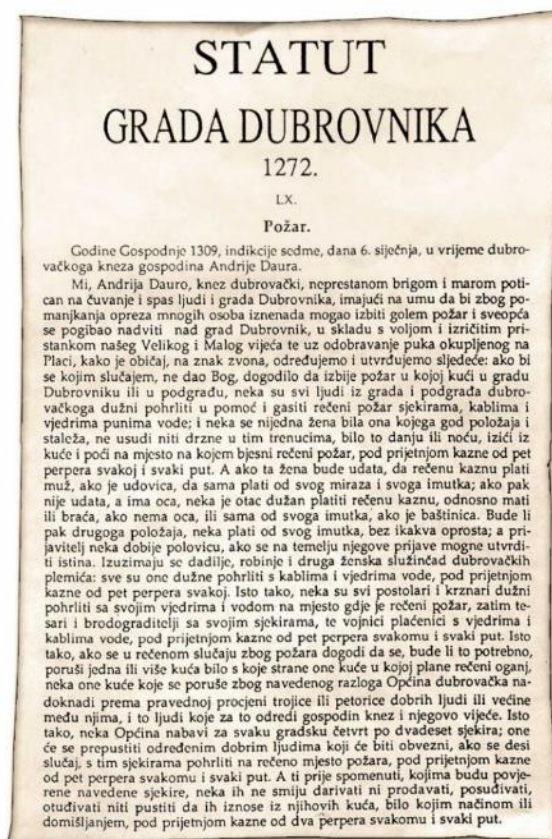 STATUT
GRADA DUBROVNIKA
1272.
LX.
Požar.
Godine Gospodnje 1309, indikcije sedme, dana 6. siječnja, u vrijeme dubro-
vačkoga kneza gospodina Andrije Daura.
Mi, Andrija Dauro, knez dubrovački, neprestanom brigom i marom poti-
can na čuvanje i spas ljudi i grada Dubrovnika, imajući na umu da bi zbog po-
manjkanja opreza mnogih osoba iznenada mogao izbiti golem požar i sveopća
se pogibao nadviti nad grad Dubrovnik, u skladu s voljom i izričitim pri-
stankom našeg Velikog i Malog vijeća te uz odobravanje puka okupljenog na
Placi, kako je običaj, na znak zvona, određujemo i utvrđujemo sljedeće: ako bi
se kojim slučajem, ne dao Bog, dogodilo da izbije požar u kojoj kući u gradu
Dubrovniku ili u podgrađu, neka su svi ljudi iz grada i podgrađa dubro-
vačkoga dužni pohrliti u pomoć i gasiti rečeni požar sjekirama, kablima i
vjedrima punima vode; i neka se nijedna žena bila ona kojega god položaja i
staleža, ne usudi niti drzne u tim trenucima, bilo to danju ili noću, izići iz
kuće i poći na mjesto na kojem bjesni rečeni požar, pod prijetnjom kazne od pet
perpera svakoj i svaki put. A ako ta žena bude udata, da rečenu kaznu plati
muž, ako je udovica, da sama plati od svog miraza i svoga imutka; ako pak
nije udata, a ima oca, neka je otac dužan platiti rečenu kaznu, odnosno mati
ili braća, ako nema oca, ili sama od svoga imutka, ako je baštinica. Bude li
pak drugoga položaja, neka plati od svog imutka, bez ikakva oprosta; a pri-
javitelj neka dobije polovicu, ako se na temelju njegove prijave mogne utvrdi-
ti istina. Izuzimaju se dadilje, robinje i druga ženska služinčad dubrovačkih
plemića: sve su one dužne pohrliti s kablima i vjedrima vode, pod prijetnjom
kazne od pet perpera svakoj. Isto tako, neka su svi postolari i krznari dužni
pohrliti sa svojim vjedrima i vodom na mjesto gdje je rečeni požar, zatim te-
sari i brodograditelji sa svojim sjekirama, te vojnici plaćenici s vjedrima i
kablima vode, pod prijetnjom kazne od pet perpera svakomu i svaki put. Isto
tako, ako se u rečenom slučaju zbog požara dogodi da se, bude li to potrebno,
poruši jedna ili više kuća bilo s koje strane one kuće u kojoj plane rečeni oganj,
neka one kuće koje se poruše zbog navedenog razloga Općina dubrovačka na-
doknadi prema pravednoj procjeni trojice ili petorice dobrih ljudi ili većine
među njima, i to ljudi koje za to odredi gospodin knez i njegovo vijeće. Isto
tako, neka Općina nabavi za svaku gradsku četvrt po dvadeset sjekira; one
će se prepustiti određenim dobrim ljudima koji će biti obvezni, ako se desi
slučaj, s tim sjekirama pohrliti na rečeno mjesto požara, pod prijetnjom kazne
od pet perpera svakomu i svaki put. A ti prije spomenuti, kojima budu povje-
rene navedene sjekire, neka ih ne smiju darivati ni prodavati, posuđivati,
otuđivati niti pustiti da ih iznose iz njihovih kuća, bilo kojim načinom ili
domišljanjem, pod prijetnjom kazne od dva perpera svakomu i svaki put.